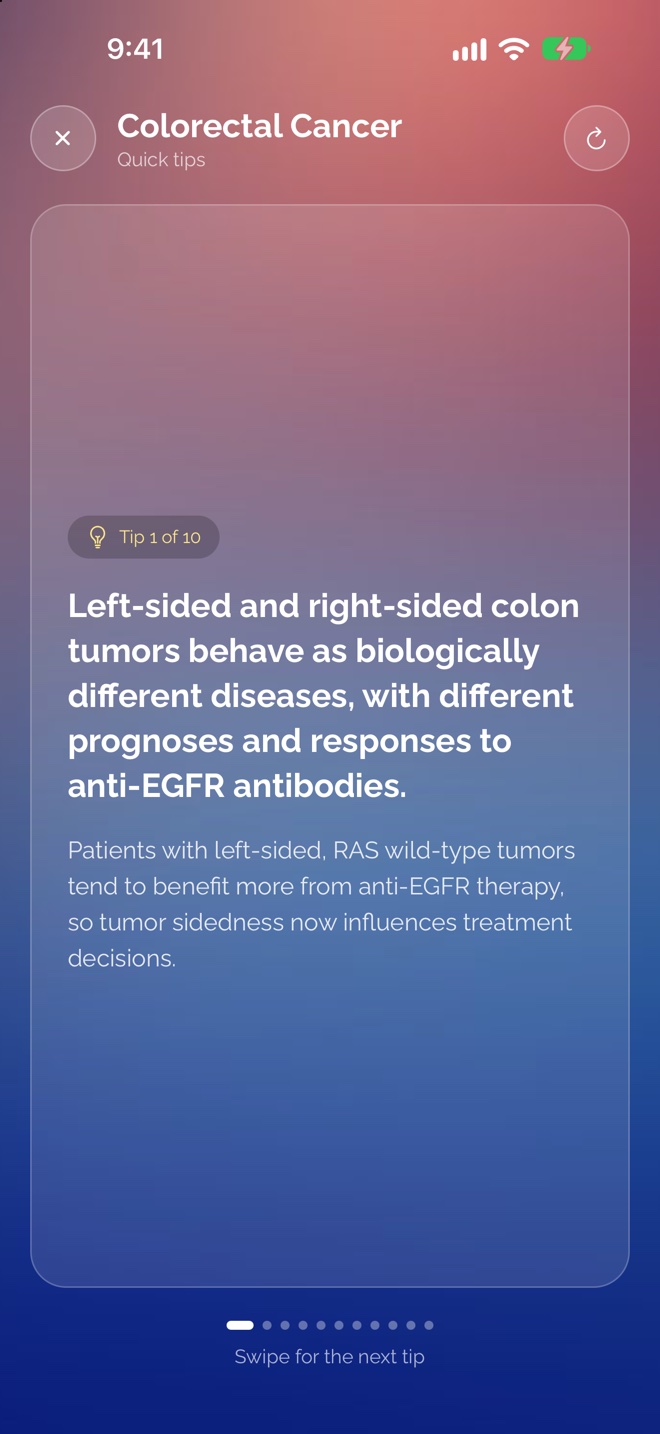 9:41
Colorectal Cancer
Quick tips
Tip 1 of 10
Left-sided and right-sided colon
tumors behave as biologically
different diseases, with different
prognoses and responses to
anti-EGFR antibodies.
Patients with left-sided, RAS wild-type tumors
tend to benefit more from anti-EGFR therapy,
so tumor sidedness now influences treatment
decisions.
Swipe for the next tip